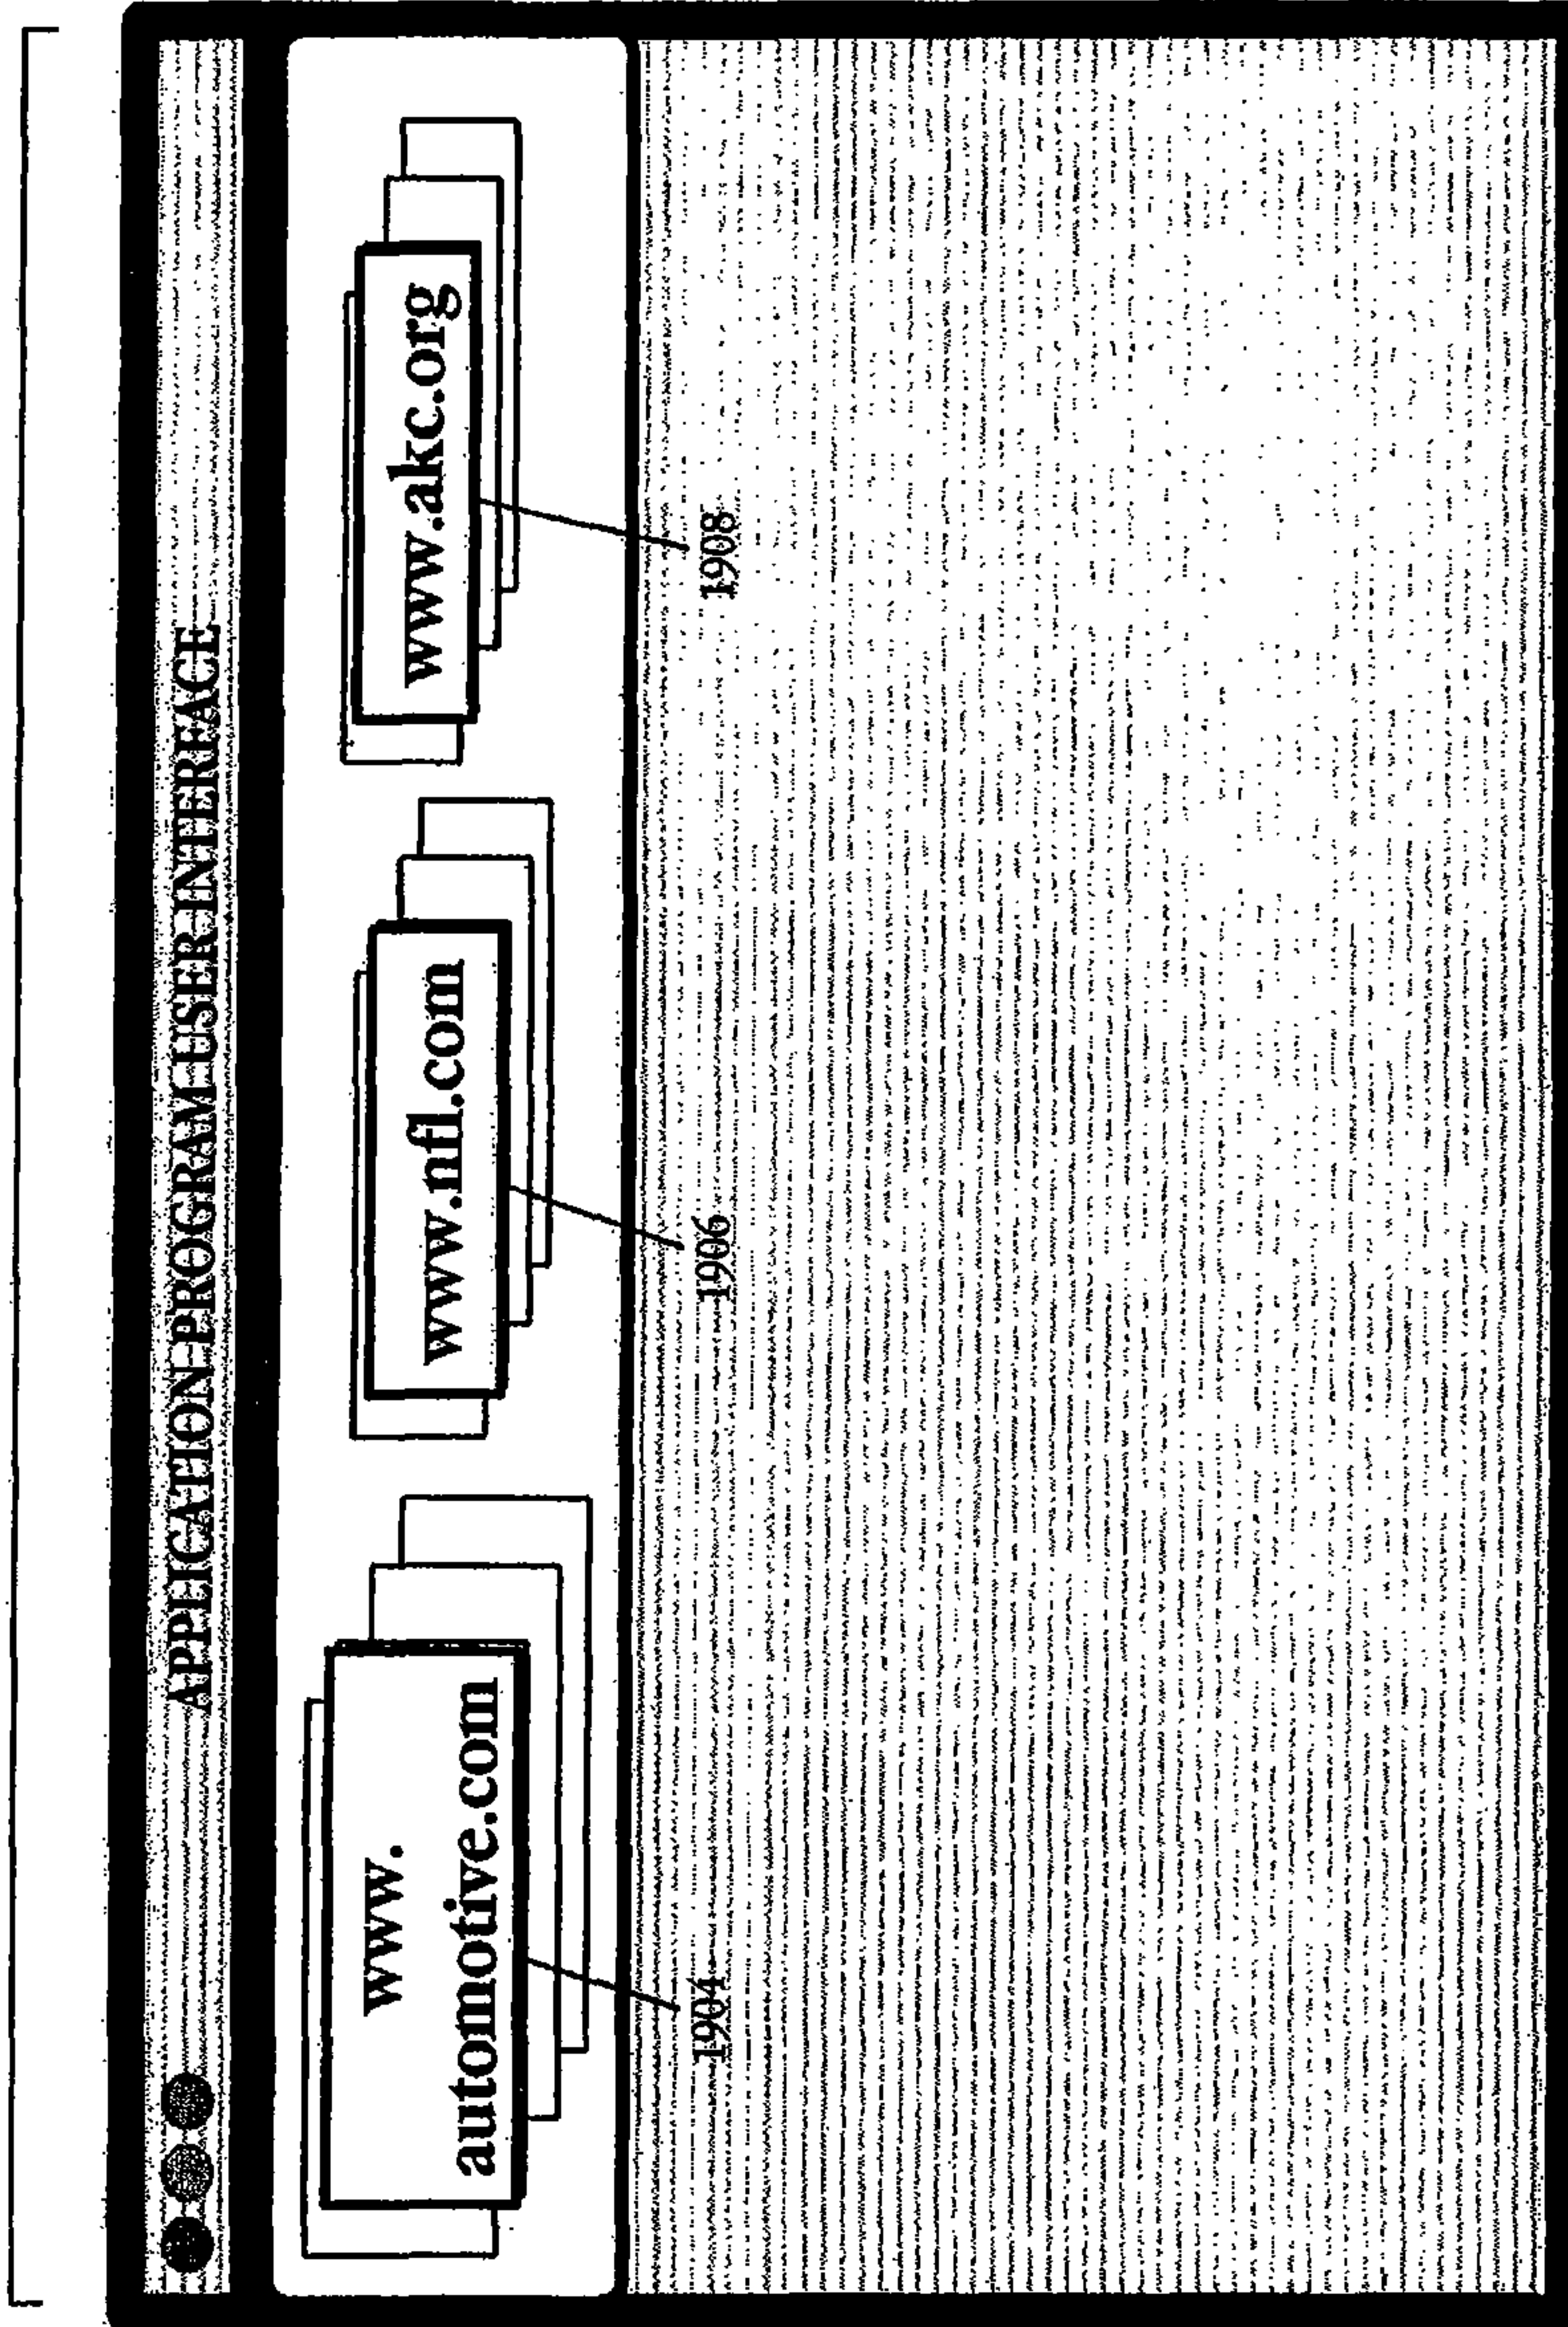 APPLICATION PROGRAM USER INTERFACE
www.
automotive.com
www.nfl.com
www.akc.org
1904
1906
1908